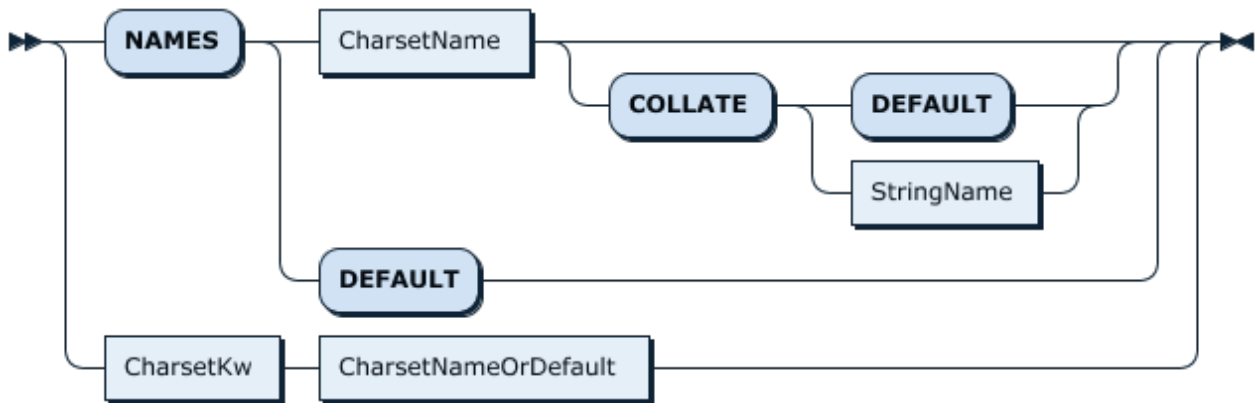 NAMES CharsetName
COLLATE DEFAULT
StringName
DEFAULT
CharsetKw CharsetNameOrDefault